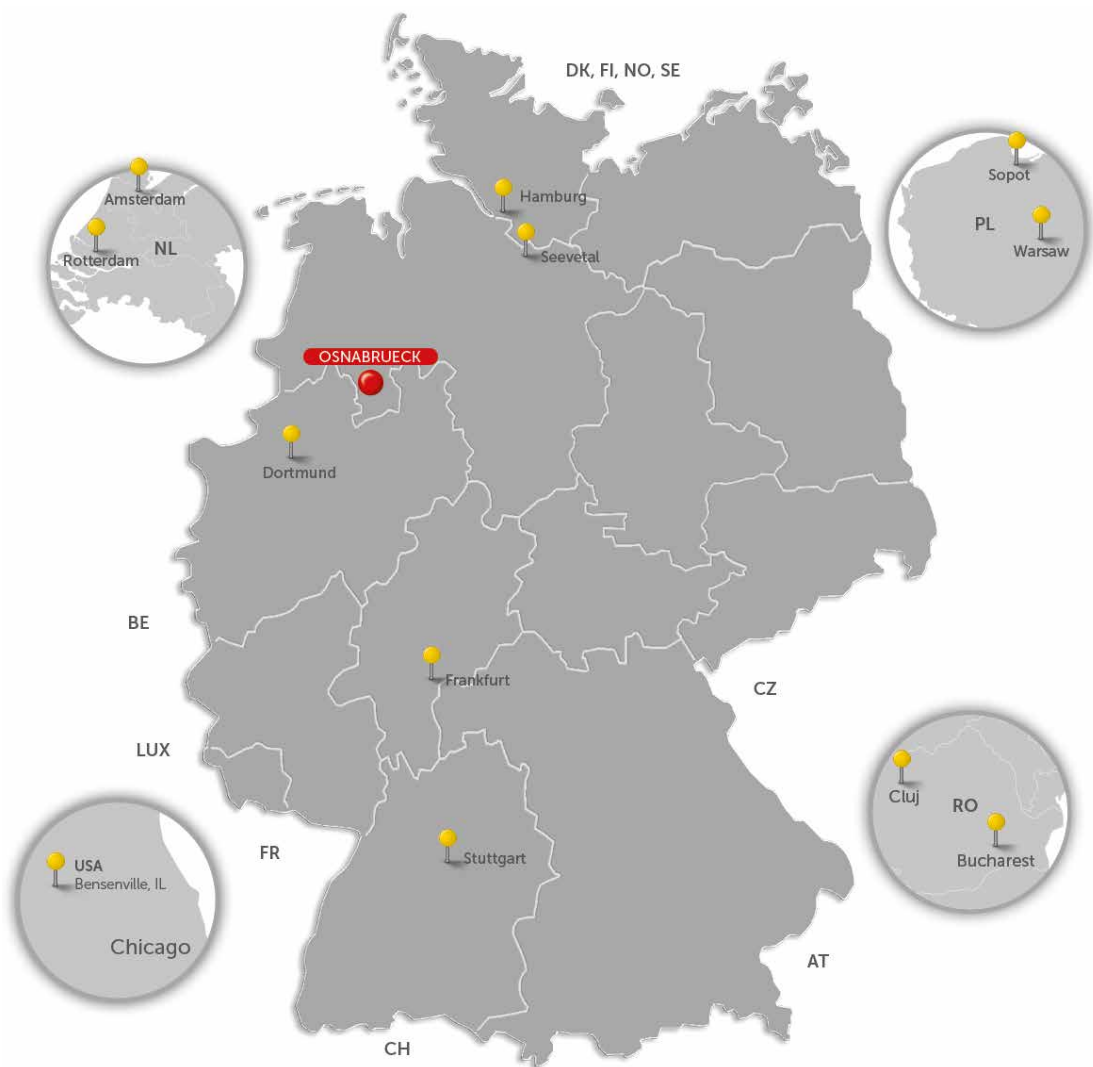 DK, FI, NO, SE
Sopot
PL
Warsaw
Amsterdam
NL
Rotterdam
Hamburg
Seevetal
OSNABRUECK
Dortmund
BE
Frankfurt
CZ
LUX
Cluj
RO
Bucharest
FR
Stuttgart
USA
Bensenville, IL
Chicago
AT
CH